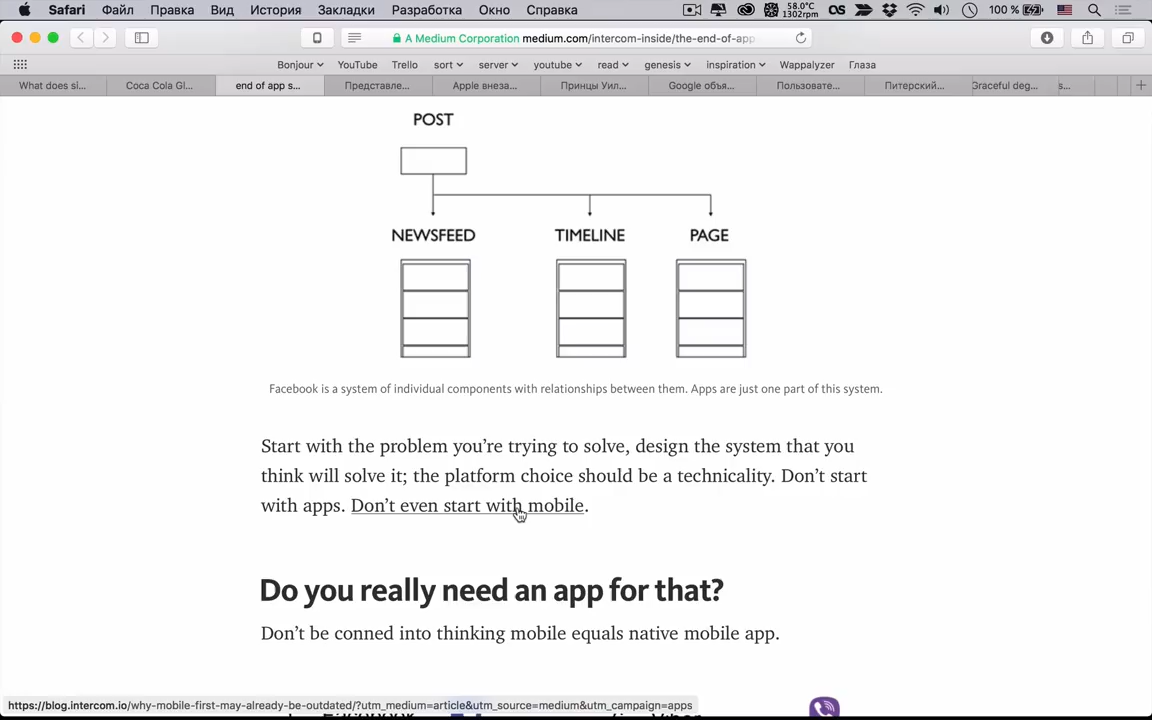 Safari Файл Правка Вид История Закладки Разработка Окно Справка 58.0°C 1302rpm 100 %
A Medium Corporation medium.com/intercom-inside/the-end-of-app-
Bonjour YouTube Trello sort server youtube read genesis inspiration Wappalyzer Глаза
What does si... Coca Cola Gl... end of app s... Представле... Apple внеза... Принцы Уил... Google объя... Пользовате... Питерский... Graceful deg... s...
POST
NEWSFEED TIMELINE PAGE
Facebook is a system of individual components with relationships between them. Apps are just one part of this system.
Start with the problem you’re trying to solve, design the system that you
think will solve it; the platform choice should be a technicality. Don’t start
with apps. Don’t even start with mobile.
Do you really need an app for that?
Don’t be conned into thinking mobile equals native mobile app.
https://blog.intercom.io/why-mobile-first-may-already-be-outdated/?utm_medium=article&utm_source=medium&utm_campaign=apps